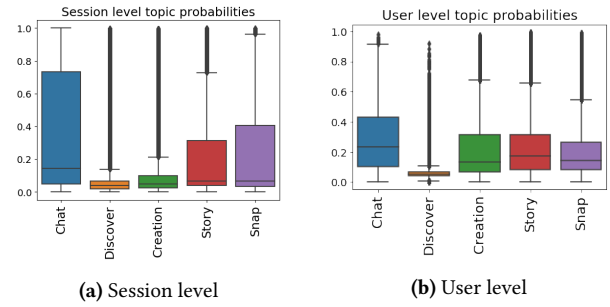 Session level topic probabilities
1.0
0.8
0.6
0.4
0.2
0.0
Chat
Discover
Creation
Story
Snap
(a) Session level
User level topic probabilities
1.0
0.8
0.6
0.4
0.2
0.0
Chat
Discover
Creation
Story
Snap
(b) User level